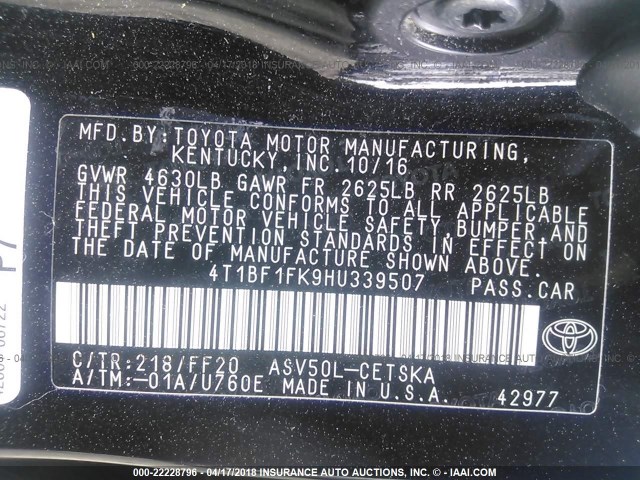 MFD.BY:TOYOTA MOTOR MANUFACTURING,
KENTUCKY,INC.10/16
GVWR 4630LB GAWR FR 2625LB RR 2625LB
THIS VEHICLE CONFORMS TO ALL APPLICABLE
FEDERAL MOTOR VEHICLE SAFETY,BUMPER,AND
THEFT PREVENTION STANDARDS IN EFFECT ON
THE DATE OF MANUFACTURE SHOWN ABOVE.
4T1BF1FK9HU339507 PASS.CAR
C/TR:218/FF20 ASV50L-CETSKA
A/TM:-01A/U760E MADE IN U.S.A. 42977
TOYOTA
000-22228796 - 04/17/2018 INSURANCE AUTO AUCTIONS, INC. - © - IAAI.COM